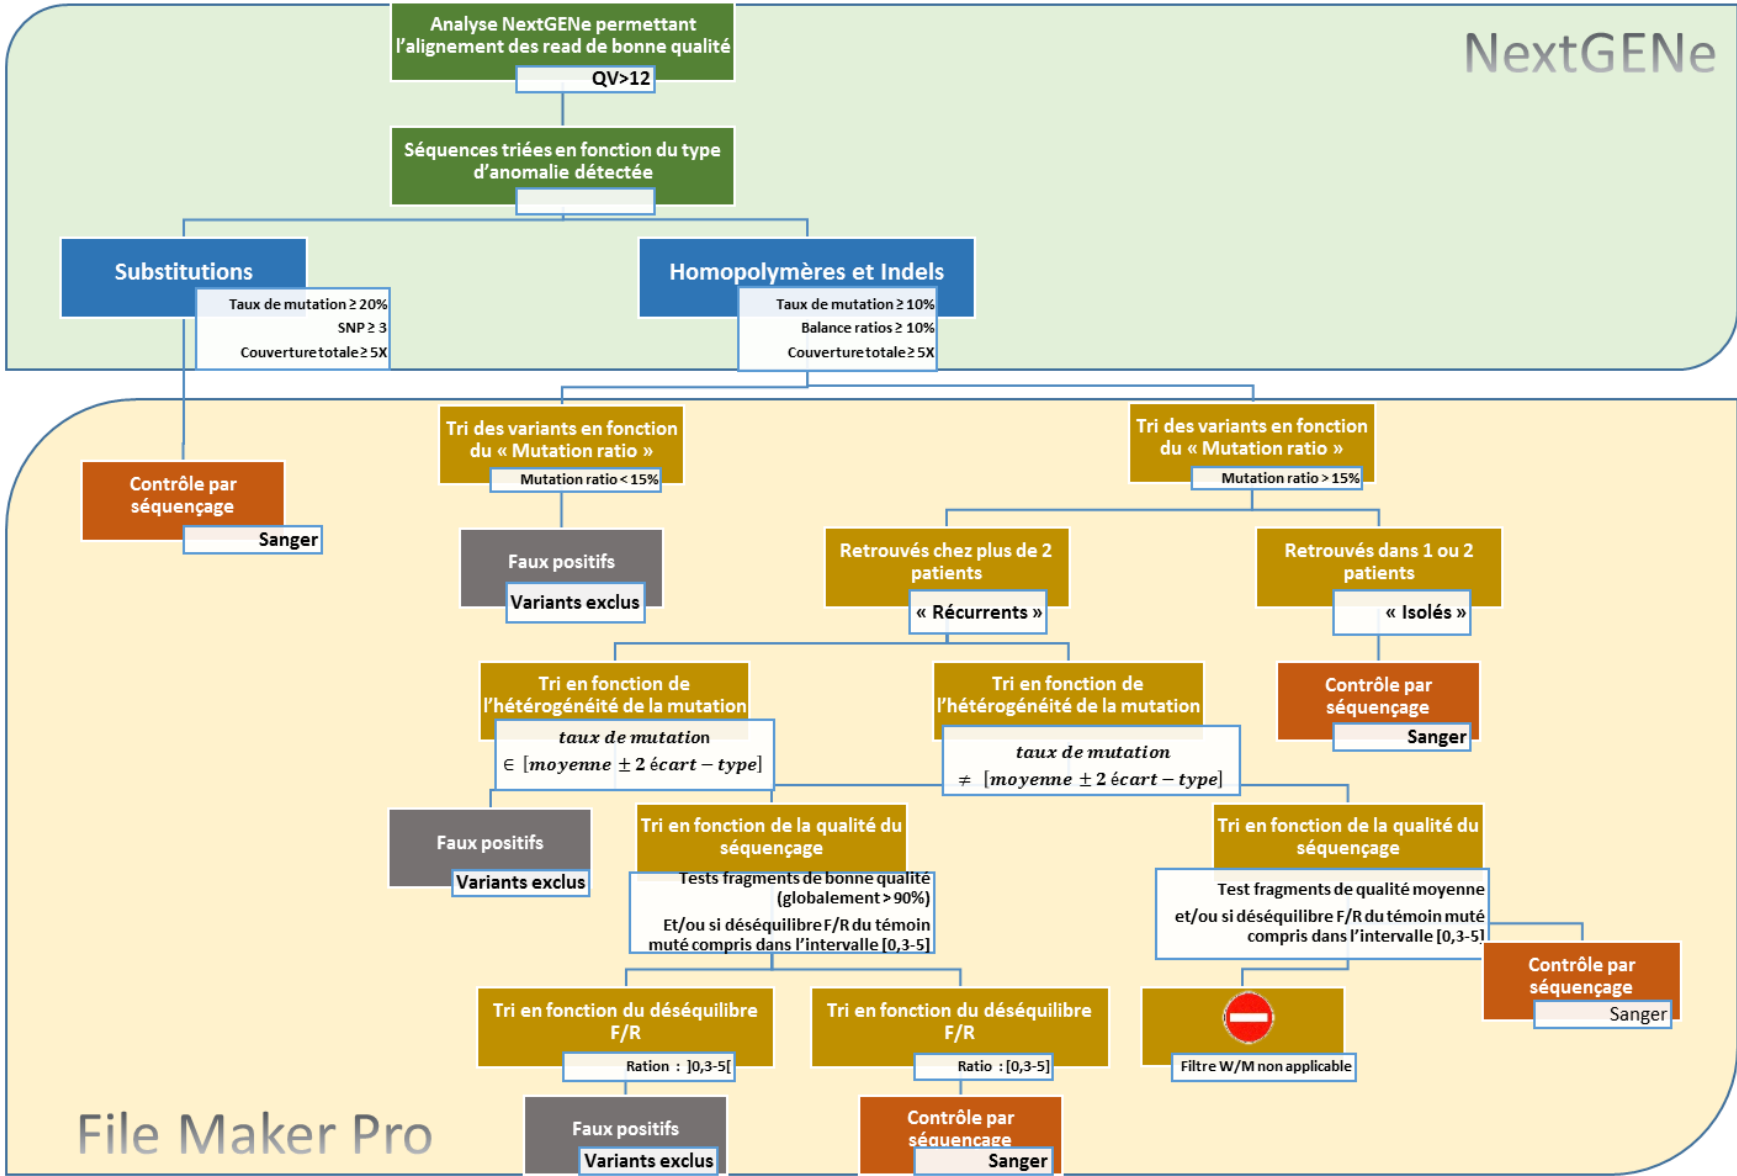 Analyse NextGENe permettant
l'alignement des read de bonne qualité
QV>12
NextGENe
Séquences triées en fonction du type
d'anomalie détectée
Substitutions
Taux de mutation ≥ 20%
SNP ≥ 3
Couverture totale ≥ 5X
Homopolymères et Indels
Taux de mutation ≥ 10%
Balance ratios ≥ 10%
Couverture totale ≥ 5X
Tri des variants en fonction
du « Mutation ratio »
Mutation ratio < 15%
Tri des variants en fonction
du « Mutation ratio »
Mutation ratio > 15%
Contrôle par
séquençage
Sanger
Faux positifs
Variants exclus
Retrouvés chez plus de 2
patients
« Récurrents »
Retrouvés dans 1 ou 2
patients
« Isolés »
Tri en fonction de
l'hétérogénéité de la mutation
taux de mutation
∈ [moyenne ± 2 écart − type]
Tri en fonction de
l'hétérogénéité de la mutation
taux de mutation
≠ [moyenne ± 2 écart − type]
Contrôle par
séquençage
Sanger
Faux positifs
Variants exclus
Tri en fonction de la qualité du
séquençage
Tests fragments de bonne qualité
(globalement > 90%)
Et/ou si déséquilibre F/R du témoin
muté compris dans l'intervalle [0,3-5]
Tri en fonction de la qualité du
séquençage
Test fragments de qualité moyenne
et/ou si déséquilibre F/R du témoin muté
compris dans l'intervalle [0,3-5]
Contrôle par
séquençage
Sanger
Tri en fonction du déséquilibre
F/R
Ration : ]0,3-5[
Tri en fonction du déséquilibre
F/R
Ratio : [0,3-5]
Filtre W/M non applicable
Faux positifs
Variants exclus
Contrôle par
séquençage
Sanger
File Maker Pro